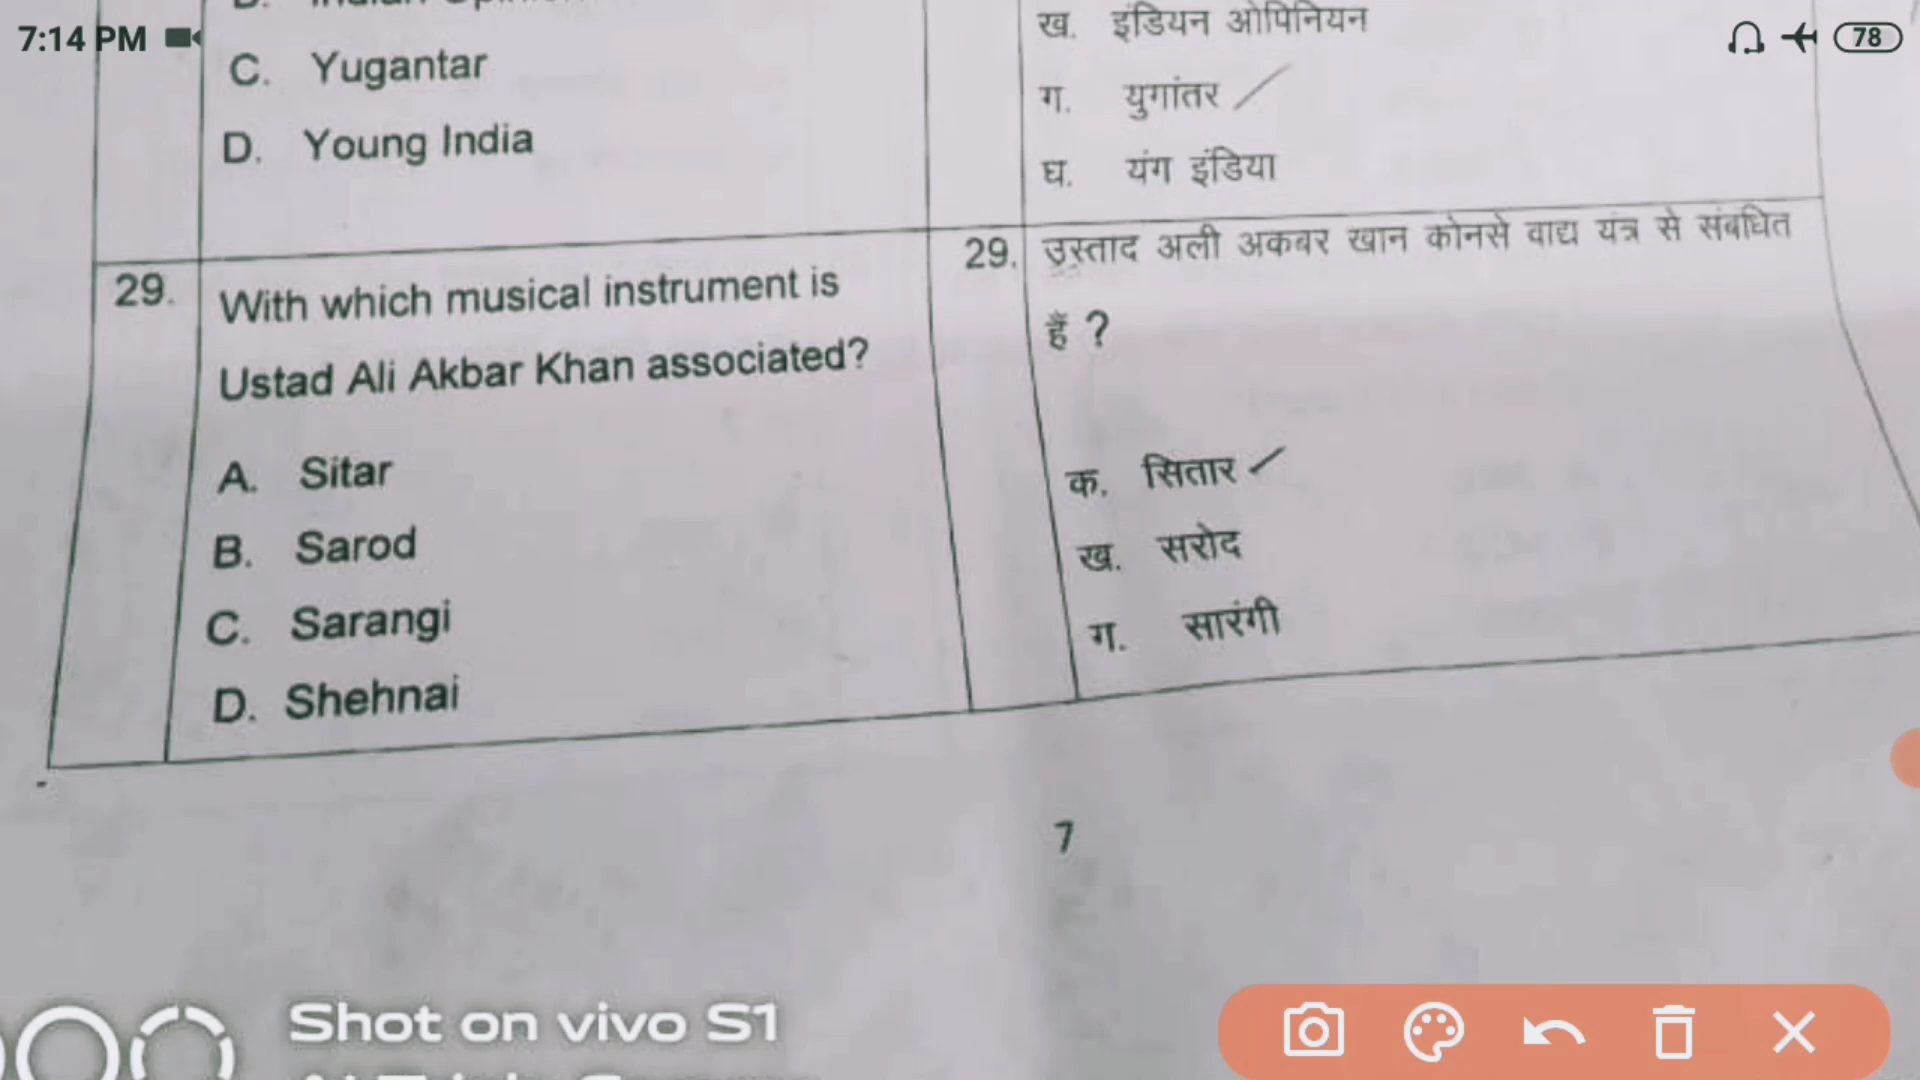 7:14 PM
78
C. Yugantar
D. Young India
ख. इंडियन ओपिनियन
ग. युगांतर
घ. यंग इंडिया
29. With which musical instrument is
Ustad Ali Akbar Khan associated?
A. Sitar
B. Sarod
C. Sarangi
D. Shehnai
29. उस्ताद अली अकबर खान कोनसे वाद्य यंत्र से संबधित
हैं ?
क. सितार
ख. सरोद
ग. सारंगी
7
Shot on vivo S1